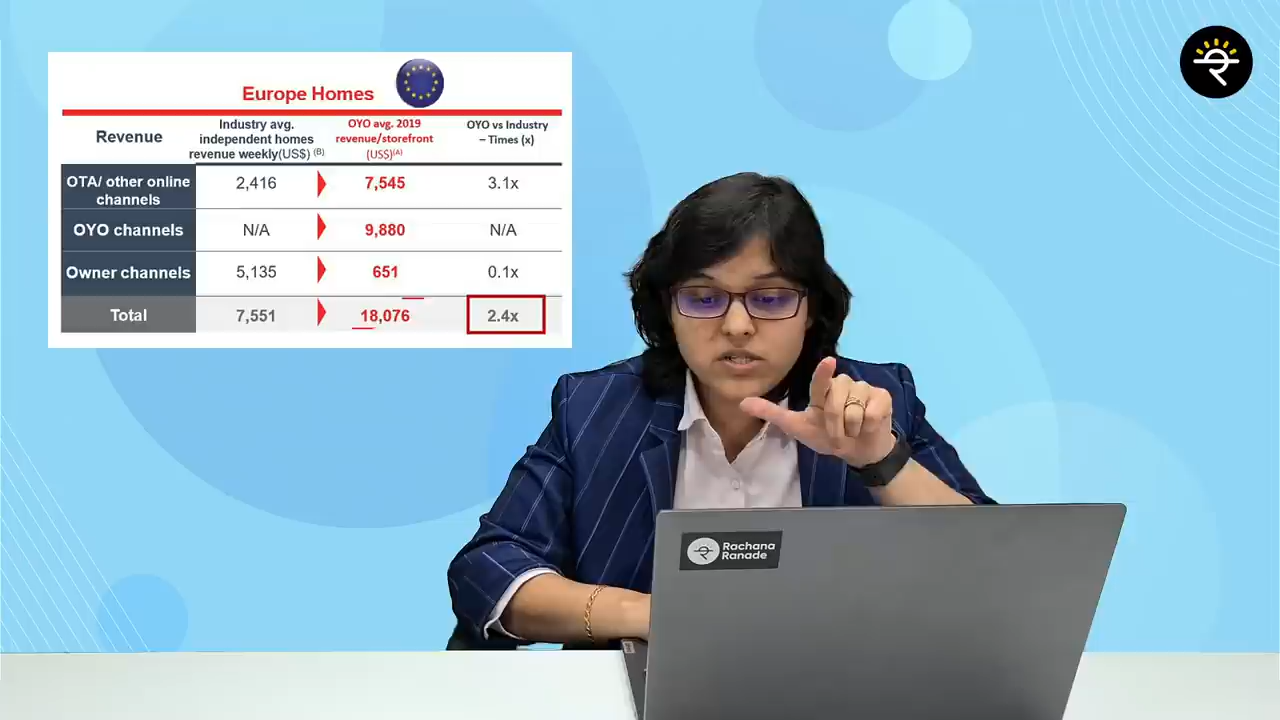 Europe Homes
Revenue
Industry avg.
independent homes
revenue weekly(US$) (B)
OYO avg. 2019
revenue/storefront
(US$)(A)
OYO vs Industry
– Times (x)
OTA/ other online
channels
2,416
7,545
3.1x
OYO channels
N/A
9,880
N/A
Owner channels
5,135
651
0.1x
Total
7,551
18,076
2.4x
Rachana
Ranade